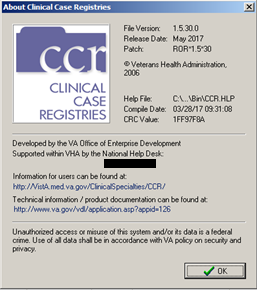 About Clinical Case Registries
ccr
CLINICAL
CASE
REGISTRIES
File Version: 1.5.30.0
Release Date: May 2017
Patch: ROR*1.5*30
® Veterans Health Administration,
2006
Help File: C:\...\Bin\CCR.HLP
Compile Date: 03/28/17 09:31:08
CRC Value: 1FF97F8A
Developed by the VA Office of Enterprise Development
Supported within VHA by the National Help Desk:
Information for users can be found at:
http://VistA.med.va.gov/ClinicalSpecialties/CCR/
Technical information / product documentation can be found at:
http://www.va.gov/vdl/application.asp?appid=126
Unauthorized access or misuse of this system and/or its data is a federal
crime. Use of all data shall be in accordance with VA policy on security and
privacy.
OK